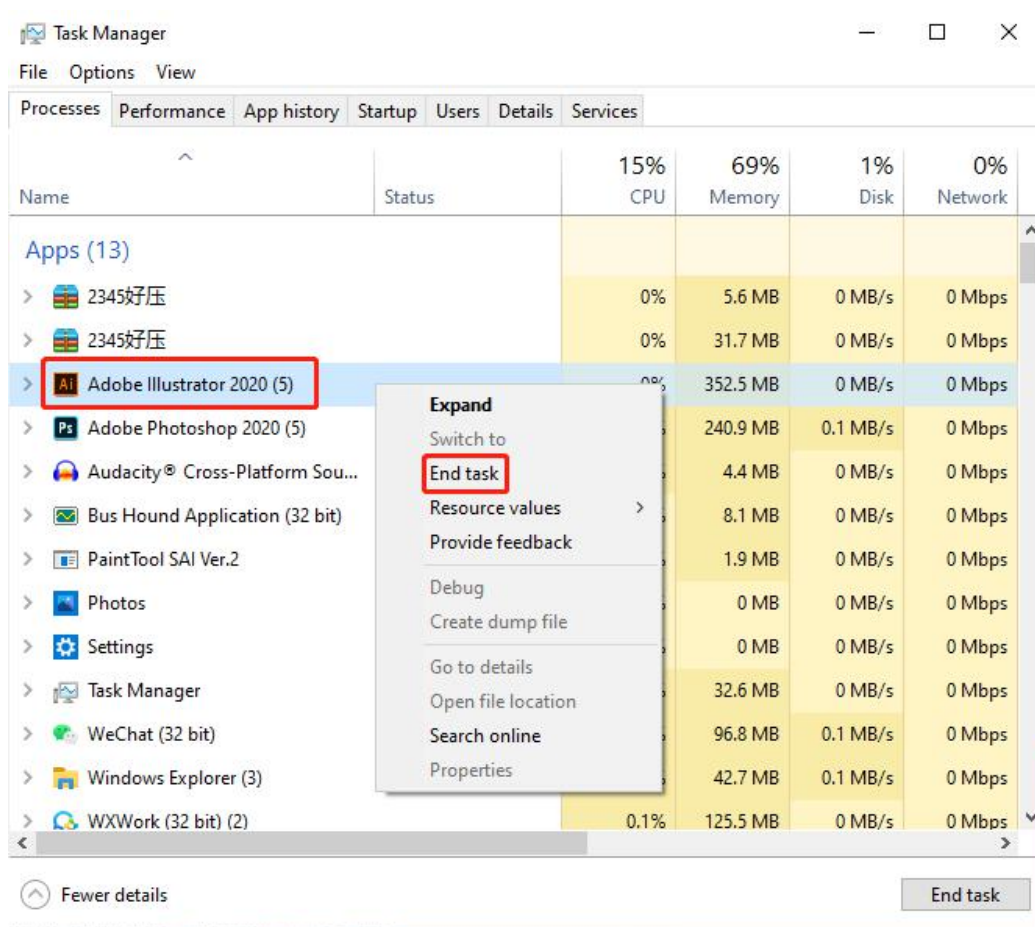 Task Manager
File Options View
Processes Performance App history Startup Users Details Services
15% 69% 1% 0%
Name Status CPU Memory Disk Network
Apps (13)
2345好压 0% 5.6 MB 0 MB/s 0 Mbps
2345好压 0% 31.7 MB 0 MB/s 0 Mbps
Ai Adobe Illustrator 2020 (5) 0% 352.5 MB 0 MB/s 0 Mbps
Expand
Ps Adobe Photoshop 2020 (5) 240.9 MB 0.1 MB/s 0 Mbps
Switch to
Audacity® Cross-Platform Sou... 4.4 MB 0 MB/s 0 Mbps
End task
Bus Hound Application (32 bit) 8.1 MB 0 MB/s 0 Mbps
Resource values
Provide feedback
PaintTool SAI Ver.2 1.9 MB 0 MB/s 0 Mbps
Debug
Photos 0 MB 0 MB/s 0 Mbps
Create dump file
Settings 0 MB 0 MB/s 0 Mbps
Go to details
Task Manager 32.6 MB 0 MB/s 0 Mbps
Open file location
WeChat (32 bit) 96.8 MB 0.1 MB/s 0 Mbps
Search online
Windows Explorer (3) 42.7 MB 0.1 MB/s 0 Mbps
Properties
WXWork (32 bit) (2) 0.1% 125.5 MB 0 MB/s 0 Mbps
Fewer details End task